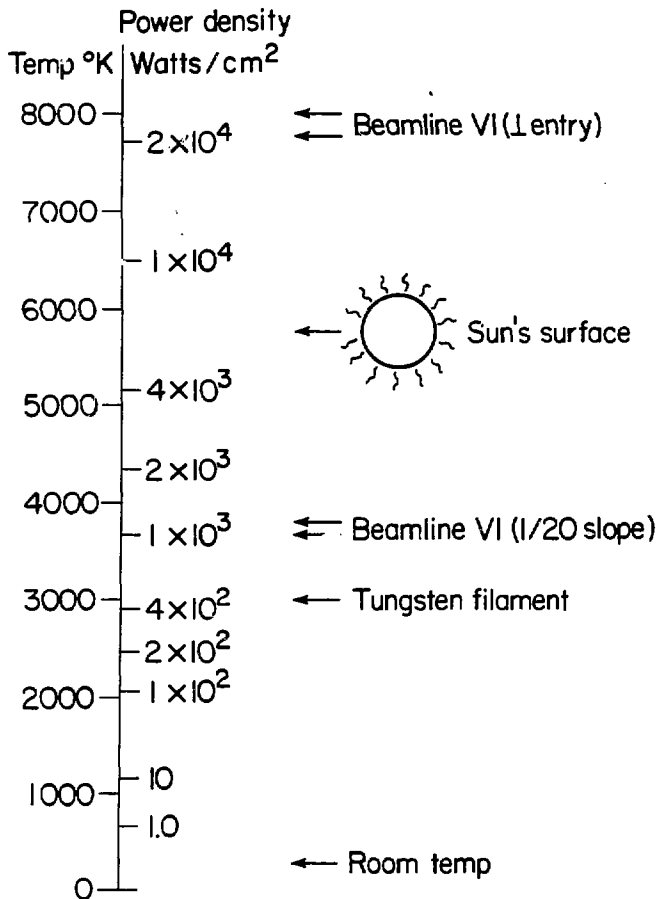 Power density
Temp °K Watts/cm²
8000 Beamline VI (⊥ entry)
2×10⁴
7000
1×10⁴
6000
Sun's surface
4×10³
5000
2×10³
4000
1×10³ Beamline VI (1/20 slope)
3000 Tungsten filament
4×10²
2×10²
1×10²
2000
10
1000
1.0
Room temp
0